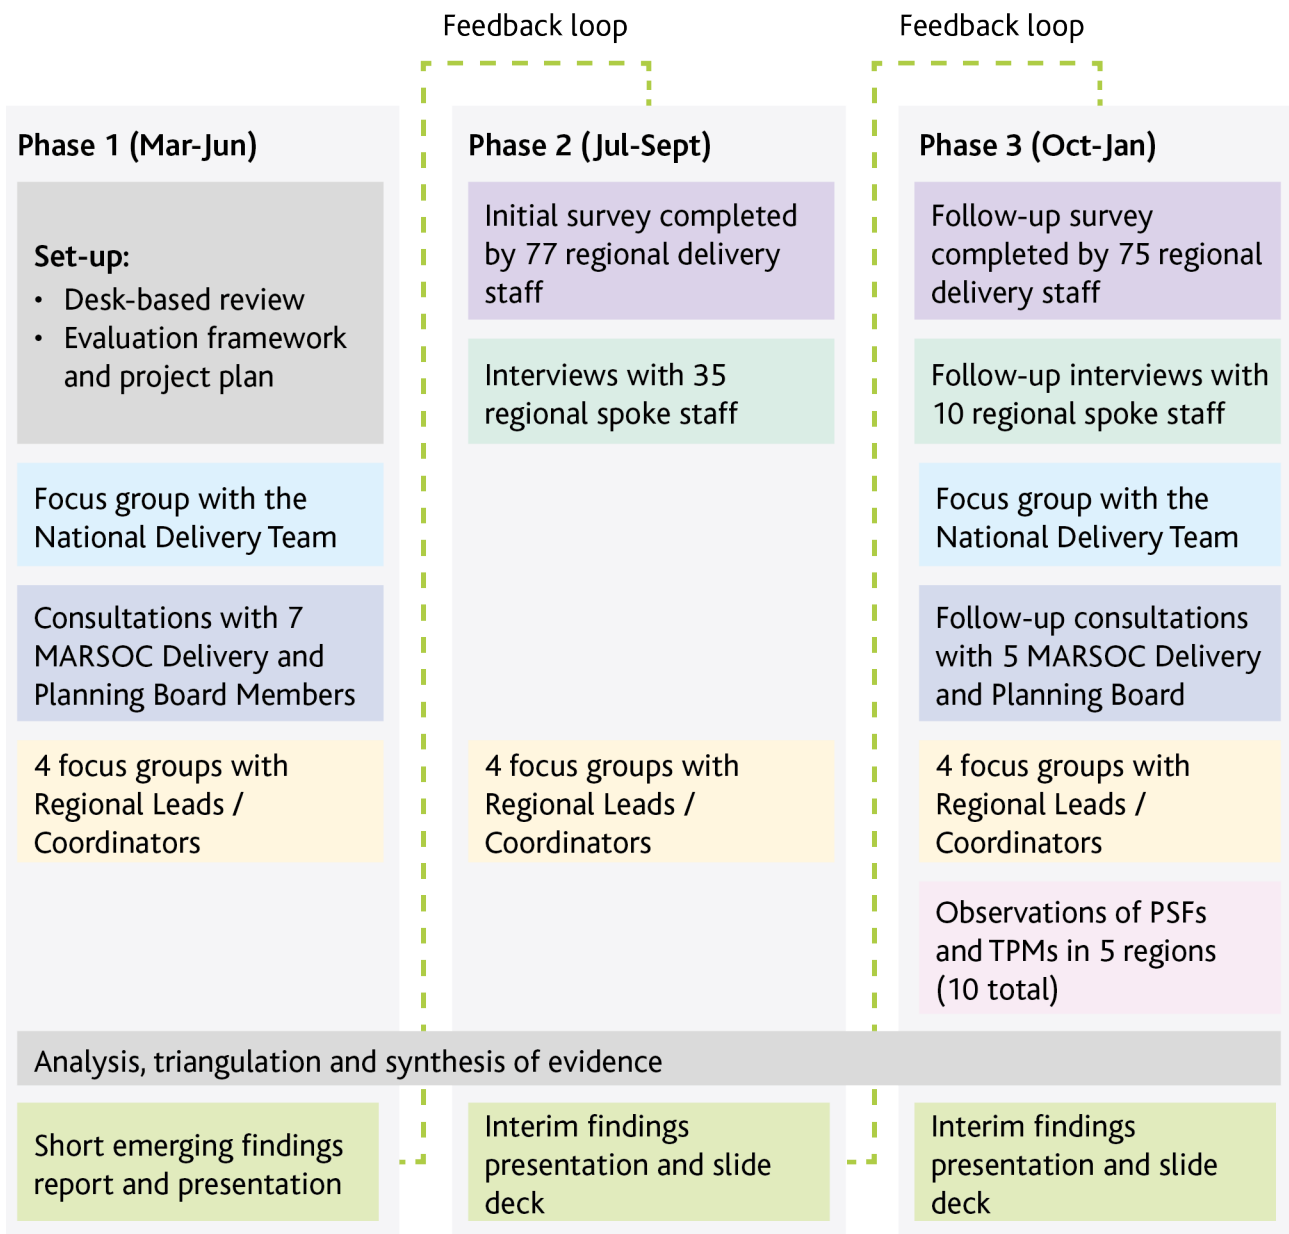 Feedback loop
Feedback loop
Phase 1 (Mar-Jun)
Set-up:
• Desk-based review
• Evaluation framework
and project plan
Focus group with the
National Delivery Team
Consultations with 7
MARSOC Delivery and
Planning Board Members
4 focus groups with
Regional Leads /
Coordinators
Phase 2 (Jul-Sept)
Initial survey completed
by 77 regional delivery
staff
Interviews with 35
regional spoke staff
4 focus groups with
Regional Leads /
Coordinators
Phase 3 (Oct-Jan)
Follow-up survey
completed by 75 regional
delivery staff
Follow-up interviews with
10 regional spoke staff
Focus group with the
National Delivery Team
Follow-up consultations
with 5 MARSOC Delivery
and Planning Board
4 focus groups with
Regional Leads /
Coordinators
Observations of PSFs
and TPMs in 5 regions
(10 total)
Analysis, triangulation and synthesis of evidence
Short emerging findings
report and presentation
Interim findings
presentation and slide
deck
Interim findings
presentation and slide
deck